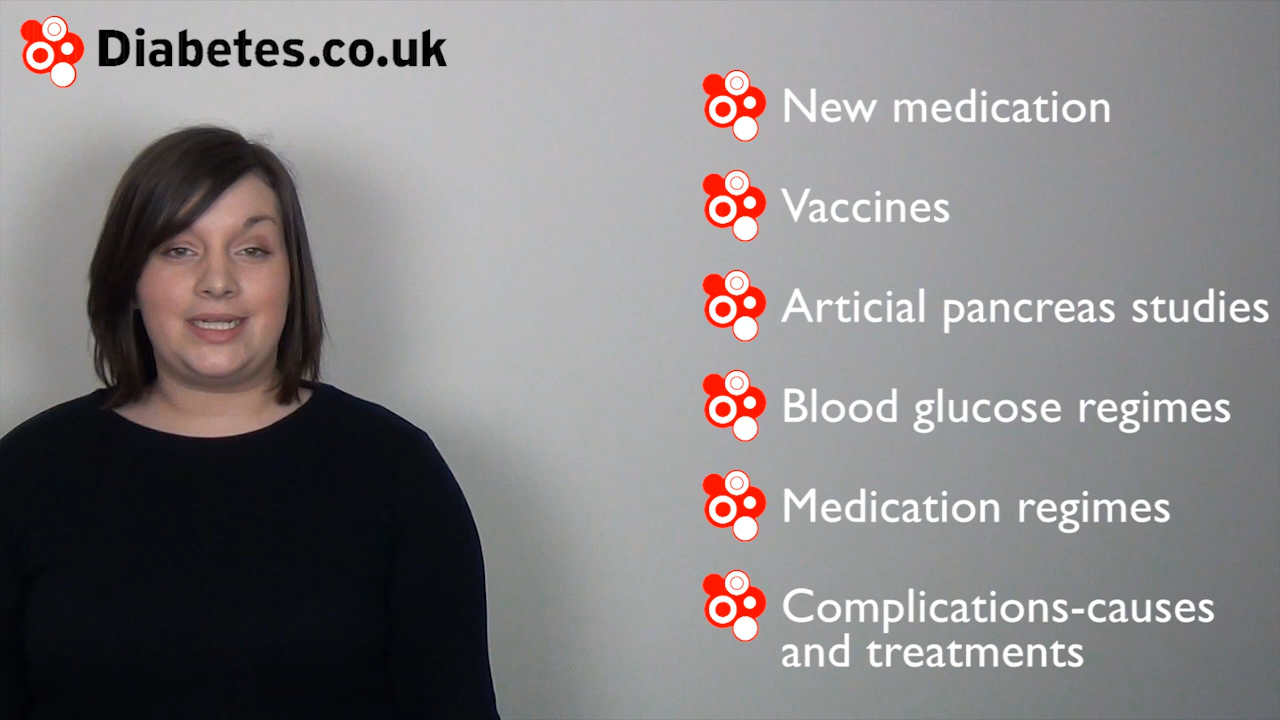 Diabetes.co.uk
New medication
Vaccines
Articial pancreas studies
Blood glucose regimes
Medication regimes
Complications-causes
and treatments